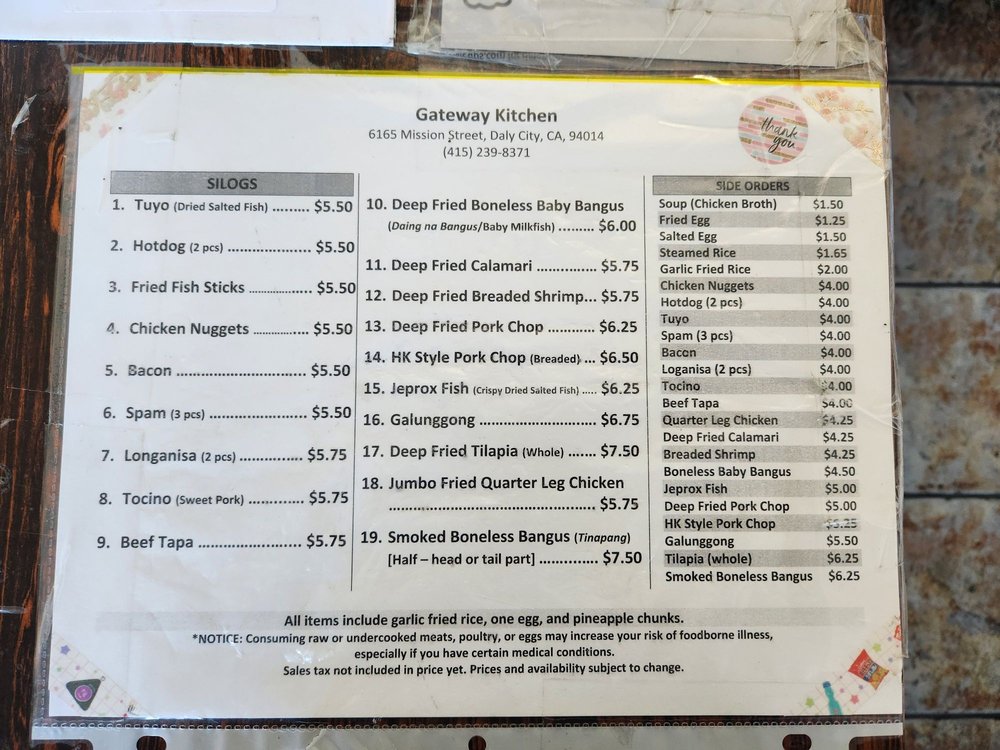 Gateway Kitchen
6165 Mission Street, Daly City, CA, 94014
(415) 239-8371
thank
you
SILOGS
1. Tuyo (Dried Salted Fish) ......... $5.50
2. Hotdog (2 pcs) ..................... $5.50
3. Fried Fish Sticks ................ $5.50
4. Chicken Nuggets .............. $5.50
5. Bacon ................................. $5.50
6. Spam (3 pcs) ........................ $5.50
7. Longanisa (2 pcs) ................. $5.75
8. Tocino (Sweet Pork) ............ $5.75
9. Beef Tapa .......................... $5.75
10. Deep Fried Boneless Baby Bangus
(Daing na Bangus/Baby Milkfish) ......... $6.00
11. Deep Fried Calamari .............. $5.75
12. Deep Fried Breaded Shrimp... $5.75
13. Deep Fried Pork Chop ........... $6.25
14. HK Style Pork Chop (Breaded) ... $6.50
15. Jeprox Fish (Crispy Dried Salted Fish) ..... $6.25
16. Galunggong ........................... $6.75
17. Deep Fried Tilapia (Whole) ....... $7.50
18. Jumbo Fried Quarter Leg Chicken
............................................... $5.75
19. Smoked Boneless Bangus (Tinapang)
[Half – head or tail part] .............. $7.50
SIDE ORDERS
Soup (Chicken Broth) $1.50
Fried Egg $1.25
Salted Egg $1.50
Steamed Rice $1.65
Garlic Fried Rice $2.00
Chicken Nuggets $4.00
Hotdog (2 pcs) $4.00
Tuyo $4.00
Spam (3 pcs) $4.00
Bacon $4.00
Loganisa (2 pcs) $4.00
Tocino $4.00
Beef Tapa $4.00
Quarter Leg Chicken $4.25
Deep Fried Calamari $4.25
Breaded Shrimp $4.25
Boneless Baby Bangus $4.50
Jeprox Fish $5.00
Deep Fried Pork Chop $5.00
HK Style Pork Chop $5.25
Galunggong $5.50
Tilapia (whole) $6.25
Smoked Boneless Bangus $6.25
All items include garlic fried rice, one egg, and pineapple chunks.
*NOTICE: Consuming raw or undercooked meats, poultry, or eggs may increase your risk of foodborne illness,
especially if you have certain medical conditions.
Sales tax not included in price yet. Prices and availability subject to change.